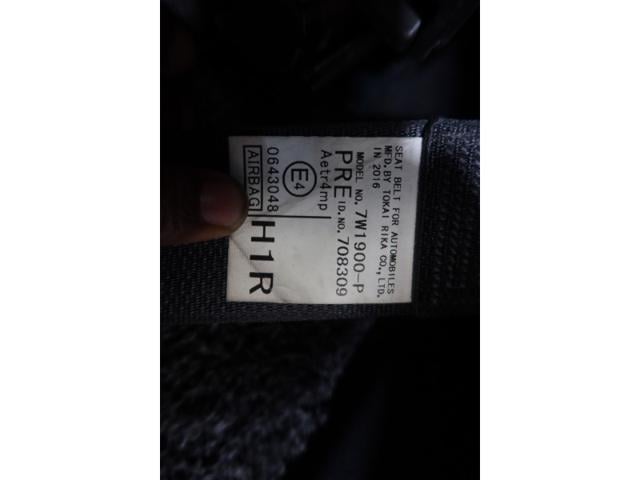 SEAT BELT FOR AUTOMOBILES
MFD. BY TOKAI RIKA CO., LTD.
IN 2016
MODEL NO. 7W1900-P
PRE ID.NO. 708309
Aetr4mp
E4
0643048
AIRBAG
H1R